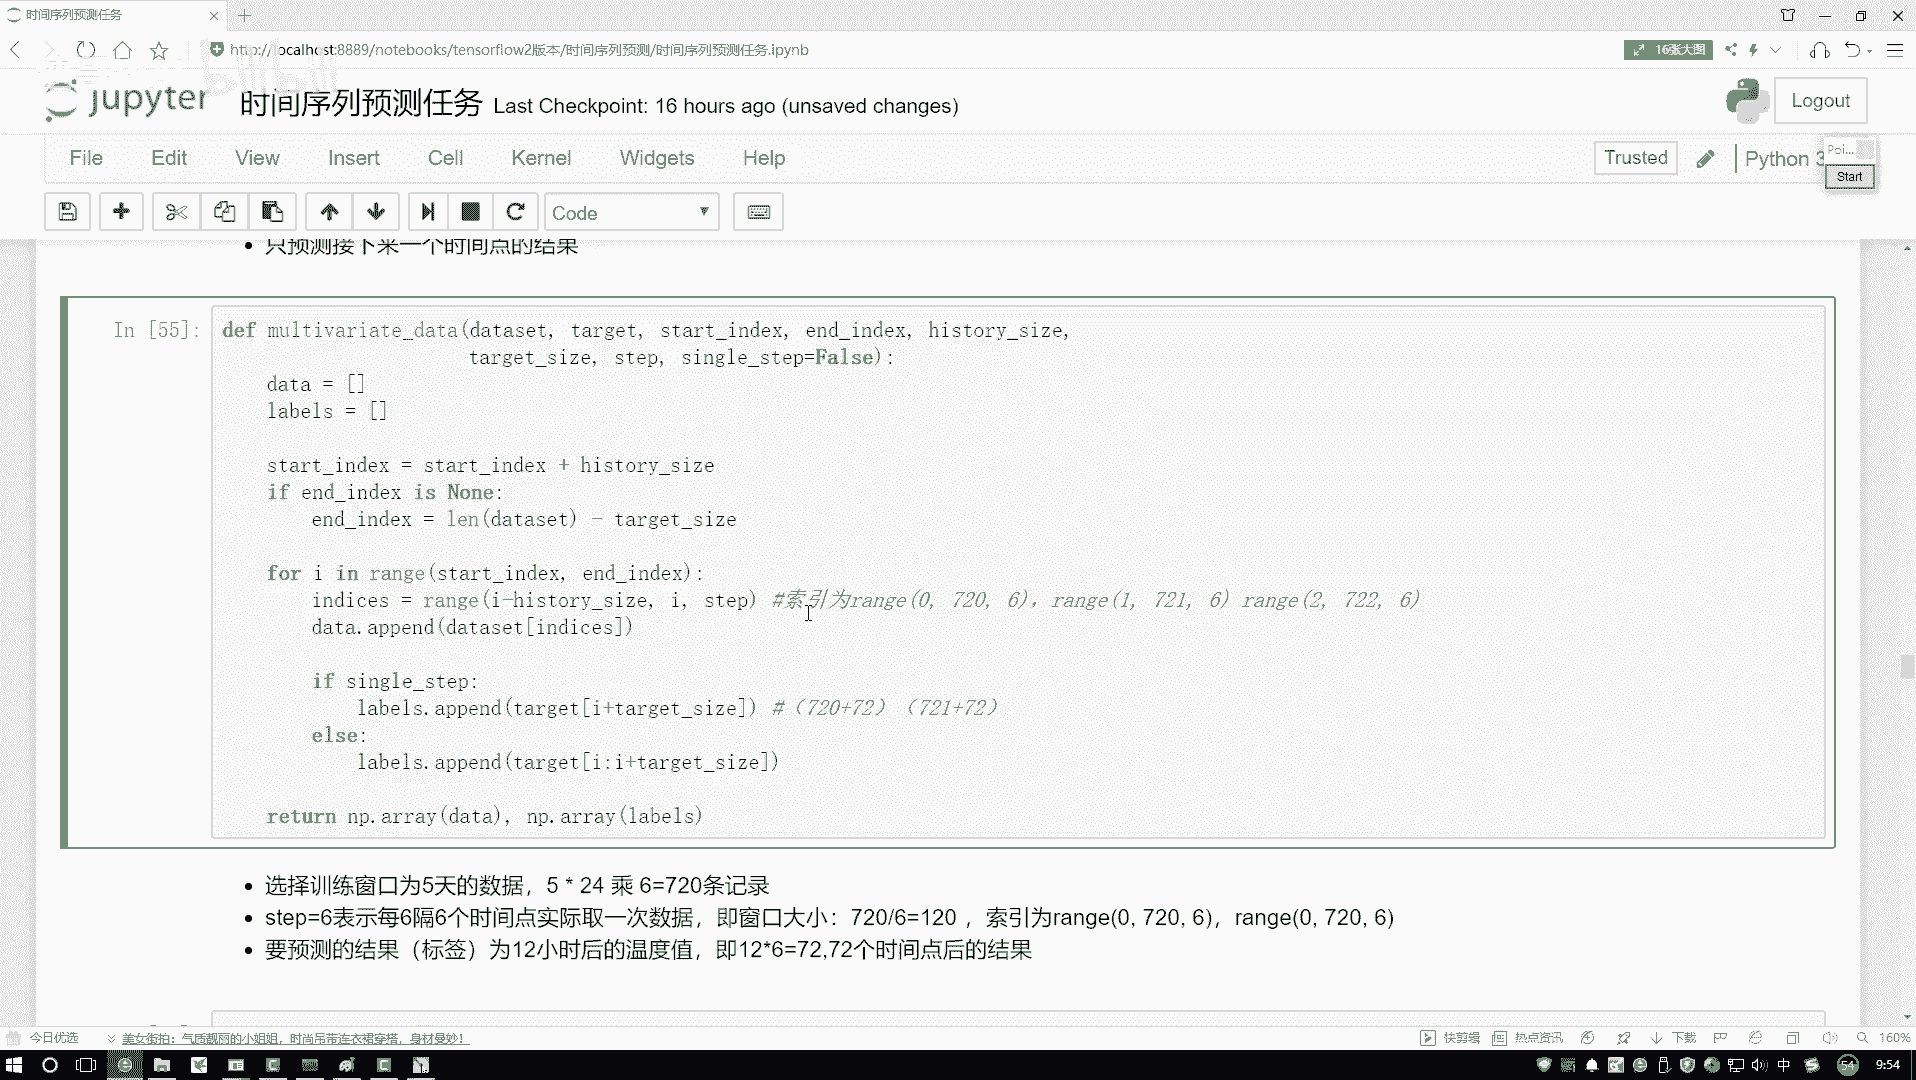 时间序列预测任务
http://localhost:8889/notebooks/tensorflow2版本/时间序列预测/时间序列预测任务.ipynb
16张大图
jupyter 时间序列预测任务 Last Checkpoint: 16 hours ago (unsaved changes)
Logout
File Edit View Insert Cell Kernel Widgets Help
Trusted
Python 3
Poi...
Start
Code
只预测接下来一个时间点的结果
In [55]:
def multivariate_data(dataset, target, start_index, end_index, history_size,
target_size, step, single_step=False):
data = []
labels = []
start_index = start_index + history_size
if end_index is None:
end_index = len(dataset) - target_size
for i in range(start_index, end_index):
indices = range(i-history_size, i, step) #索引为range(0, 720, 6)，range(1, 721, 6) range(2, 722, 6)
data.append(dataset[indices])
if single_step:
labels.append(target[i+target_size]) #（720+72）（721+72）
else:
labels.append(target[i:i+target_size])
return np.array(data), np.array(labels)
选择训练窗口为5天的数据，5 * 24 乘 6=720条记录
step=6表示每6隔6个时间点实际取一次数据，即窗口大小：720/6=120 ，索引为range(0, 720, 6)，range(0, 720, 6)
要预测的结果（标签）为12小时后的温度值，即12*6=72,72个时间点后的结果
今日优选
美女街拍：气质靓丽的小姐姐，时尚吊带连衣裙穿搭，身材曼妙！
快剪辑
热点资讯
下载
160%
中
54
9:54